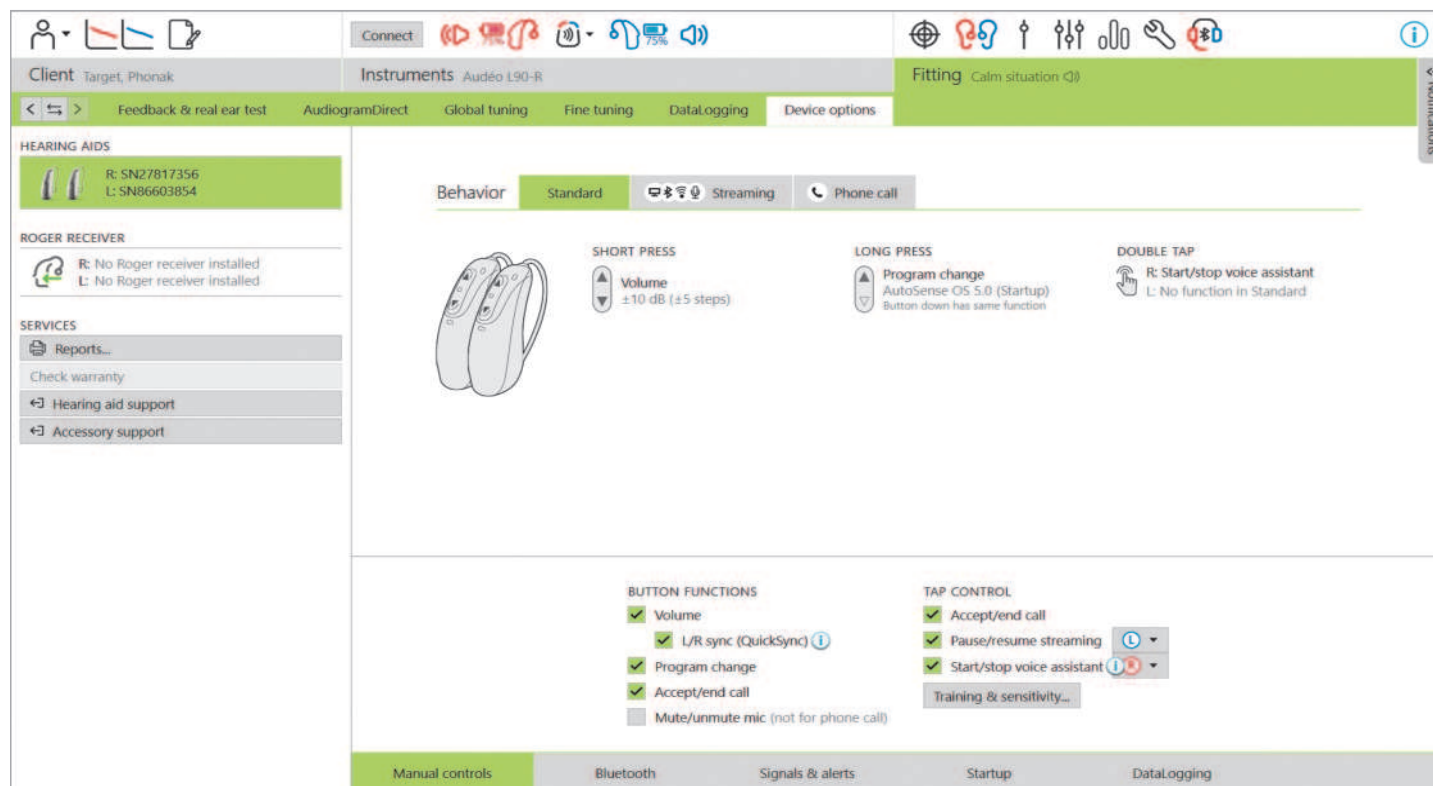 Connect
75%
Client Target, Phonak
Instruments Audéo L90-R
Fitting Calm situation
Notifications
Feedback & real ear test
AudiogramDirect
Global tuning
Fine tuning
DataLogging
Device options
HEARING AIDS
R: SN27817356
L: SN86603854
ROGER RECEIVER
R: No Roger receiver installed
L: No Roger receiver installed
SERVICES
Reports...
Check warranty
Hearing aid support
Accessory support
Behavior
Standard
Streaming
Phone call
SHORT PRESS
Volume
±10 dB (±5 steps)
LONG PRESS
Program change
AutoSense OS 5.0 (Startup)
Button down has same function
DOUBLE TAP
R: Start/stop voice assistant
L: No function in Standard
BUTTON FUNCTIONS
Volume
L/R sync (QuickSync)
Program change
Accept/end call
Mute/unmute mic (not for phone call)
TAP CONTROL
Accept/end call
Pause/resume streaming L
Start/stop voice assistant R
Training & sensitivity...
Manual controls
Bluetooth
Signals & alerts
Startup
DataLogging